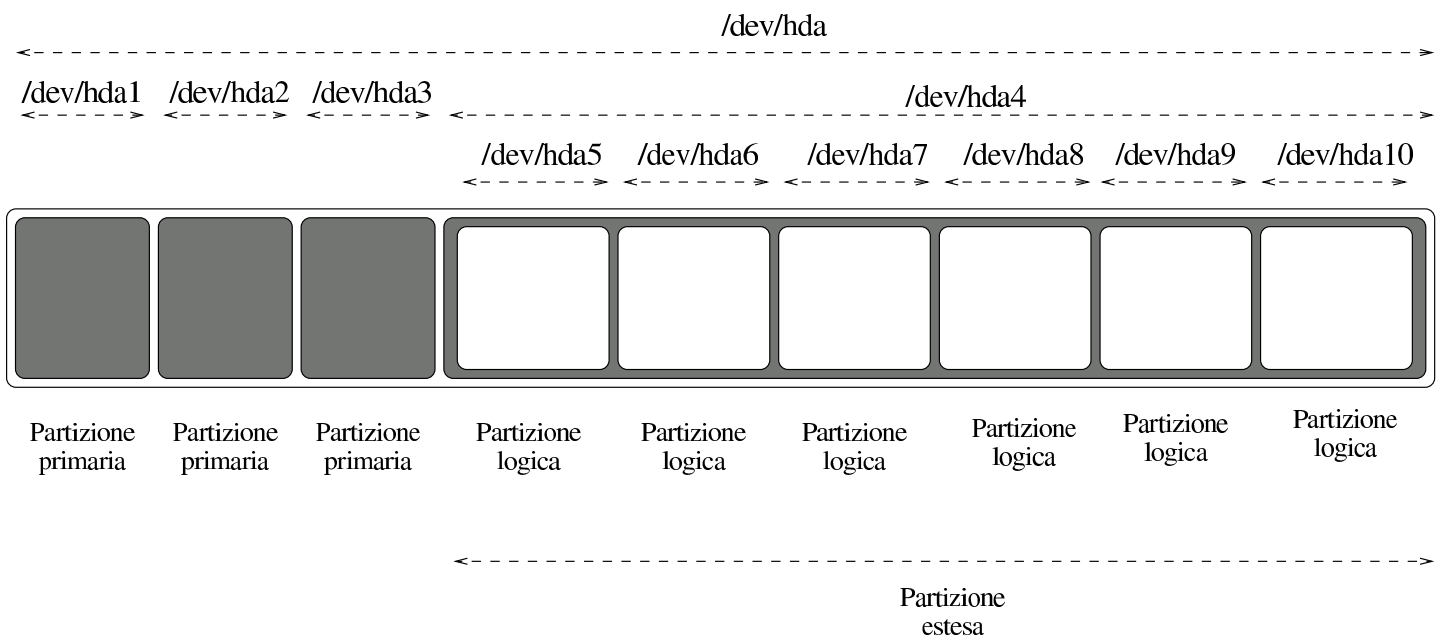 /dev/hda
/dev/hda1 /dev/hda2 /dev/hda3 /dev/hda4
/dev/hda5 /dev/hda6 /dev/hda7 /dev/hda8 /dev/hda9 /dev/hda10
Partizione
primaria
Partizione
primaria
Partizione
primaria
Partizione
logica
Partizione
logica
Partizione
logica
Partizione
logica
Partizione
logica
Partizione
logica
Partizione
estesa